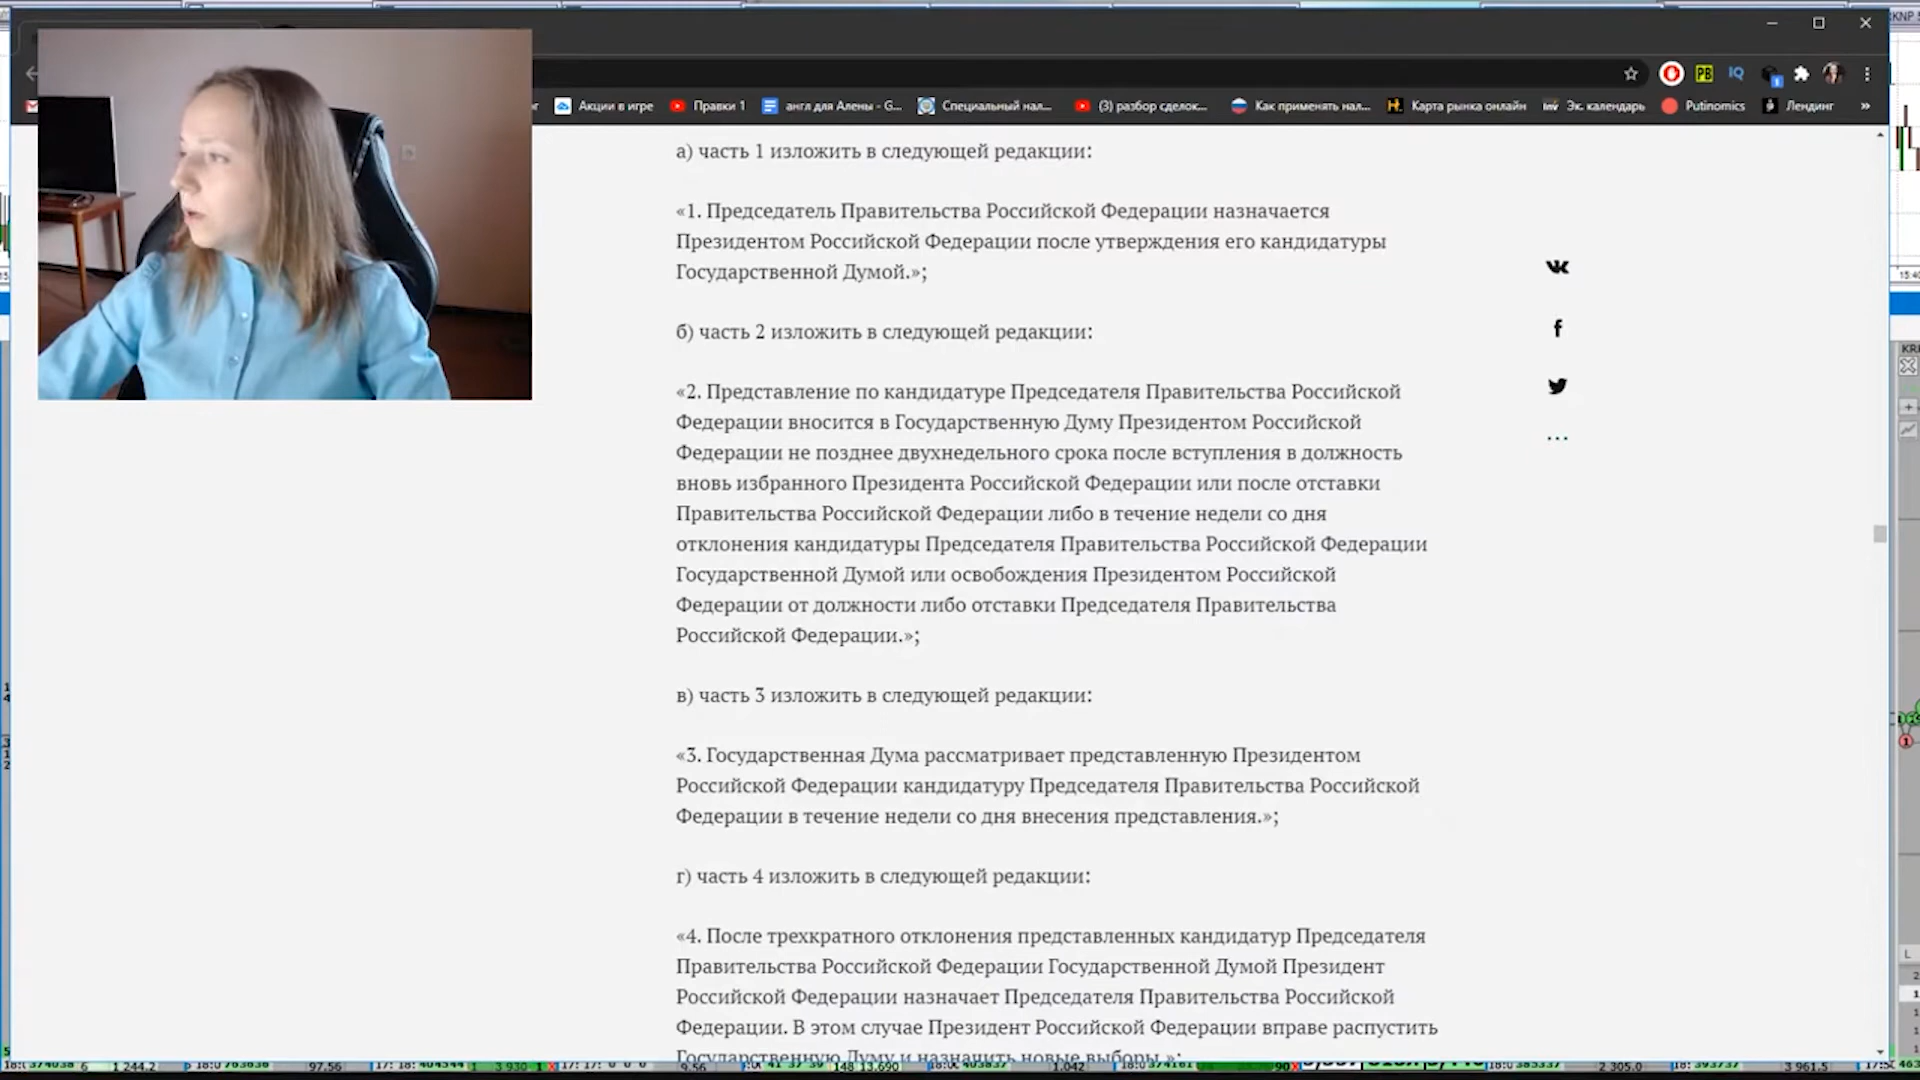 KNP
PB
IQ
Акции в игре
Правки 1
англ для Алены - G...
Специальный нал...
(3) разбор сделок...
Как применять нал...
Карта рынка онлайн
Эк. календарь
Putinomics
Лендинг
»
а) часть 1 изложить в следующей редакции:
«1. Председатель Правительства Российской Федерации назначается
Президентом Российской Федерации после утверждения его кандидатуры
Государственной Думой.»;
б) часть 2 изложить в следующей редакции:
«2. Представление по кандидатуре Председателя Правительства Российской
Федерации вносится в Государственную Думу Президентом Российской
Федерации не позднее двухнедельного срока после вступления в должность
вновь избранного Президента Российской Федерации или после отставки
Правительства Российской Федерации либо в течение недели со дня
отклонения кандидатуры Председателя Правительства Российской Федерации
Государственной Думой или освобождения Президентом Российской
Федерации от должности либо отставки Председателя Правительства
Российской Федерации.»;
в) часть 3 изложить в следующей редакции:
«3. Государственная Дума рассматривает представленную Президентом
Российской Федерации кандидатуру Председателя Правительства Российской
Федерации в течение недели со дня внесения представления.»;
г) часть 4 изложить в следующей редакции:
«4. После трехкратного отклонения представленных кандидатур Председателя
Правительства Российской Федерации Государственной Думой Президент
Российской Федерации назначает Председателя Правительства Российской
Федерации. В этом случае Президент Российской Федерации вправе распустить
Государственную Думу и назначить новые выборы.»;